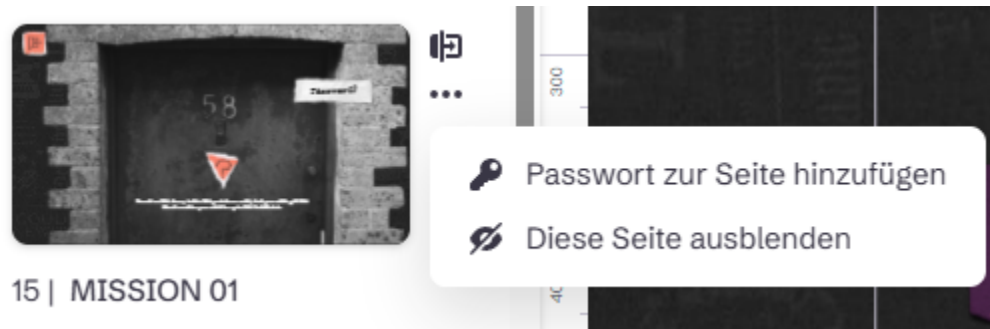 58
300
Passwort zur Seite hinzufügen
Diese Seite ausblenden
15 | MISSION 01